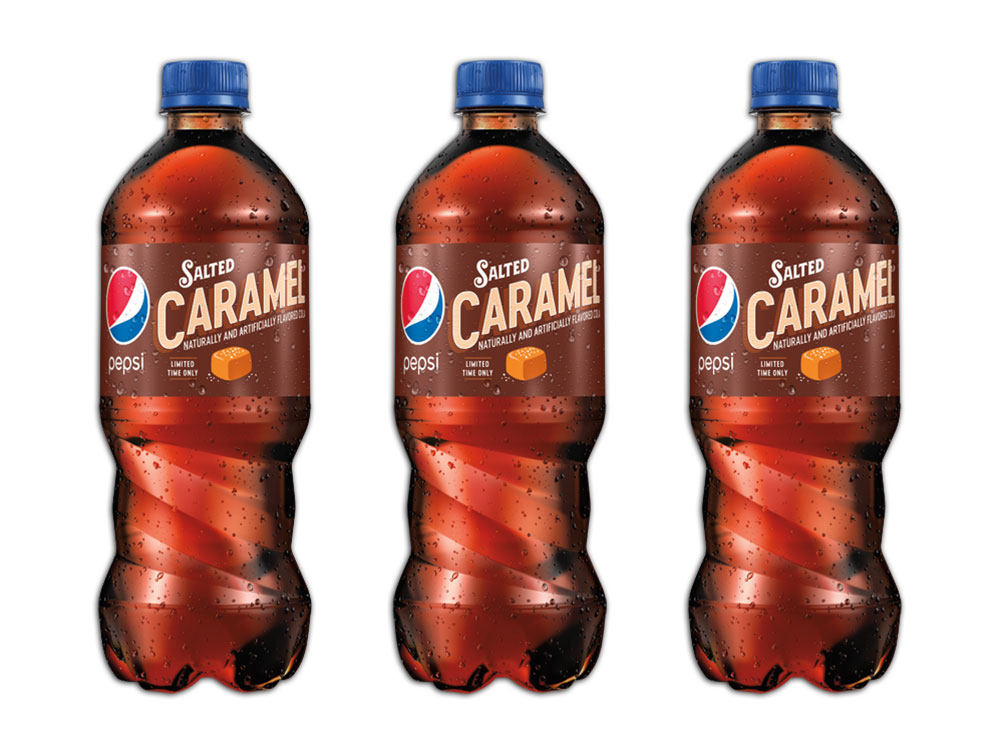 SALTED
CARAMEL
NATURALLY AND ARTIFICIALLY FLAVORED COLA
pepsi
LIMITED
TIME ONLY
SALTED
CARAMEL
NATURALLY AND ARTIFICIALLY FLAVORED COLA
pepsi
LIMITED
TIME ONLY
SALTED
CARAMEL
NATURALLY AND ARTIFICIALLY FLAVORED COLA
pepsi
LIMITED
TIME ONLY